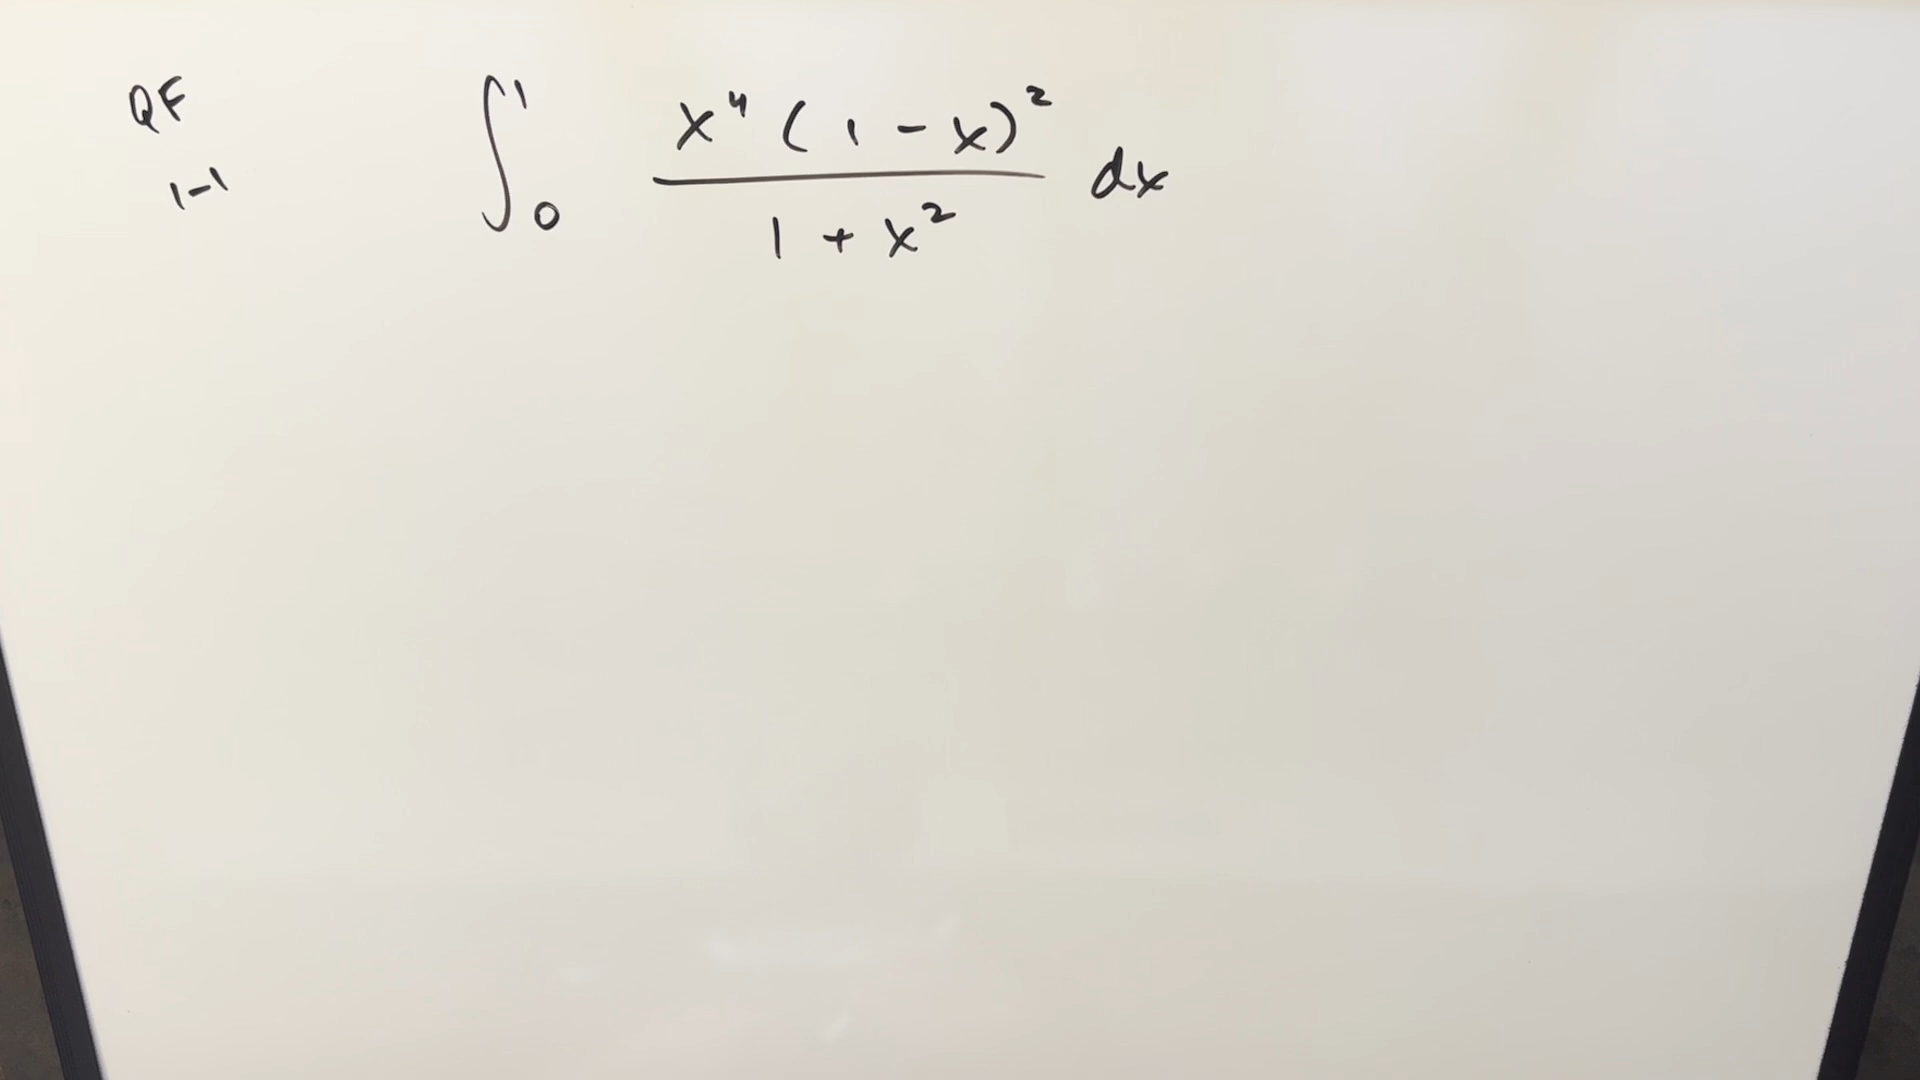 QF
1-1
∫₀¹ x⁴(1-x)² / 1+x² dx